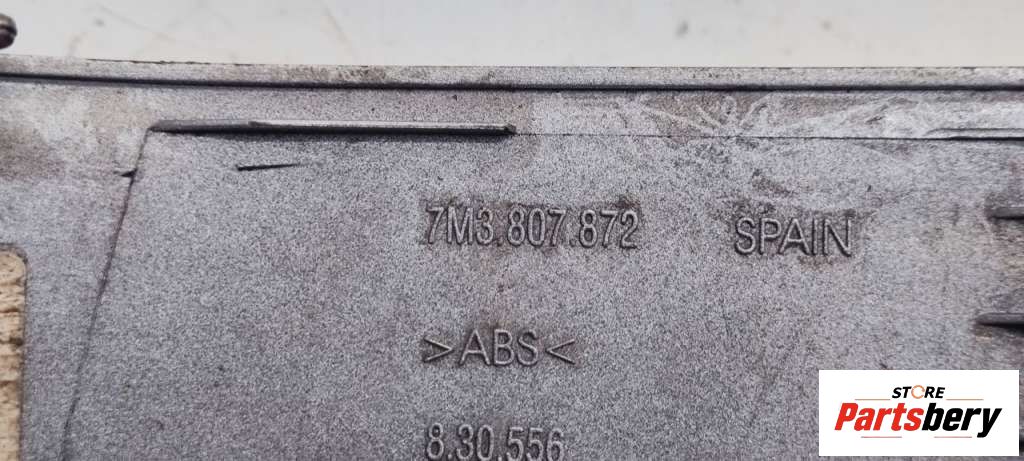 7M3.807.872 SPAIN
>ABS<
8.30.556
STORE
Partsbery